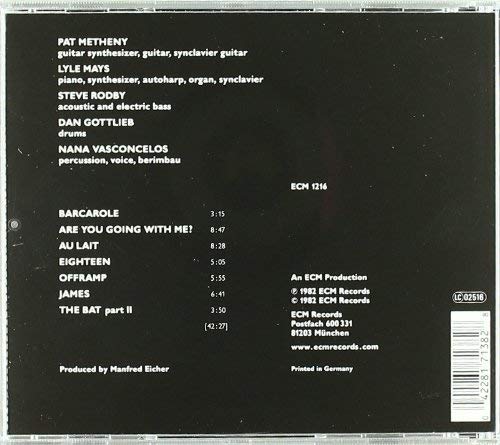 PAT METHENY
guitar synthesizer, guitar, synclavier guitar
LYLE MAYS
piano, synthesizer, autoharp, organ, synclavier
STEVE RODBY
acoustic and electric bass
DAN GOTTLIEB
drums
NANA VASCONCELOS
percussion, voice, berimbau
ECM 1216
BARCAROLE 3:15
ARE YOU GOING WITH ME? 8:47
AU LAIT 8:28
EIGHTEEN 5:05
OFFRAMP 5:55
JAMES 6:41
THE BAT part II 3:50
[42:27]
Produced by Manfred Eicher
An ECM Production
℗ 1982 ECM Records
© 1982 ECM Records
ECM Records
Postfach 600 331
81203 München
www.ecmrecords.com
Printed in Germany
LC 02516
0 42281 71382 8